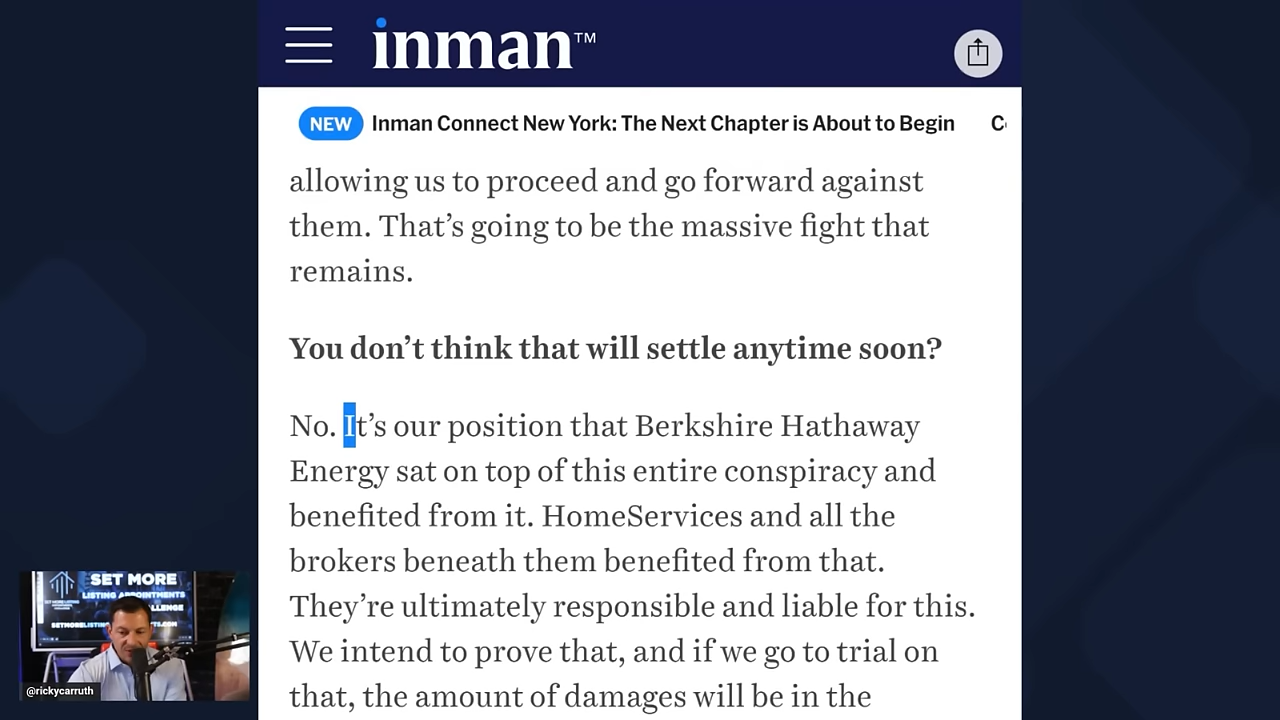 inman™
NEW Inman Connect New York: The Next Chapter is About to Begin
allowing us to proceed and go forward against
them. That’s going to be the massive fight that
remains.
You don’t think that will settle anytime soon?
No. It’s our position that Berkshire Hathaway
Energy sat on top of this entire conspiracy and
benefited from it. HomeServices and all the
brokers beneath them benefited from that.
They’re ultimately responsible and liable for this.
We intend to prove that, and if we go to trial on
that, the amount of damages will be in the
SET MORE
LISTING APPOINTMENTS
@rickycarruth